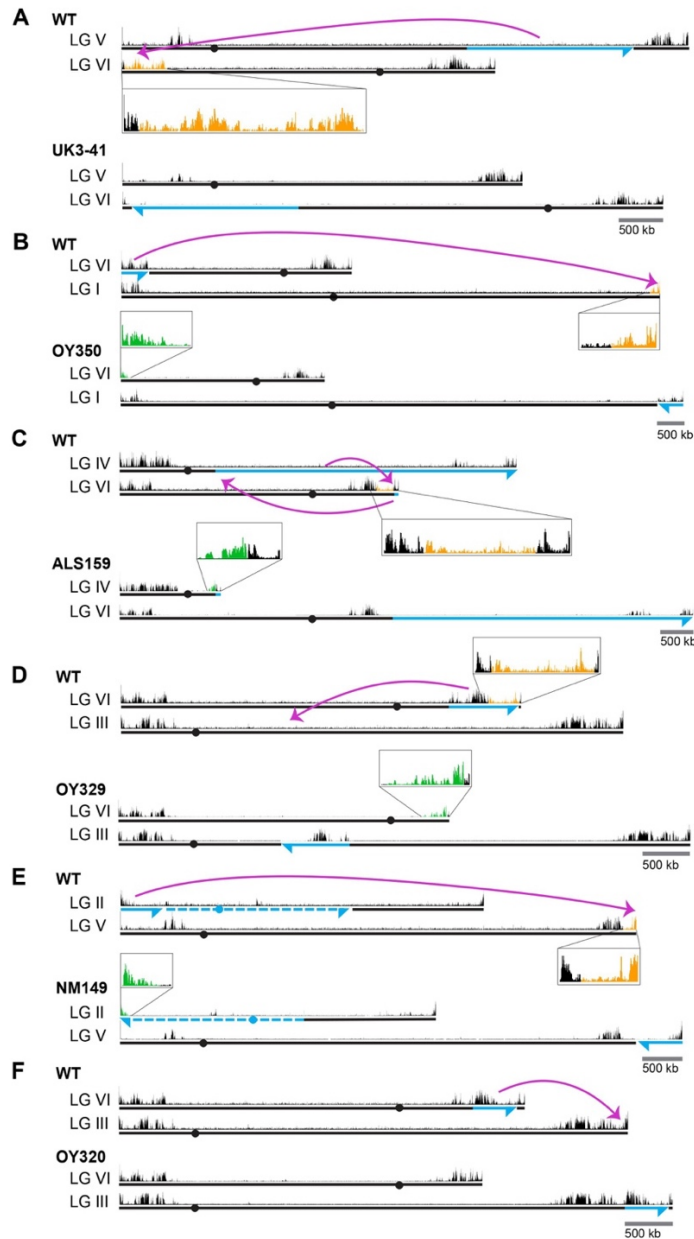 A
WT
LG V
LG VI
UK3-41
LG V
LG VI
500 kb
B
WT
LG VI
LG I
OY350
LG VI
LG I
500 kb
C
WT
LG IV
LG VI
ALS159
LG IV
LG VI
500 kb
D
WT
LG VI
LG III
OY329
LG VI
LG III
500 kb
E
WT
LG II
LG V
NM149
LG II
LG V
500 kb
F
WT
LG VI
LG III
OY320
LG VI
LG III
500 kb